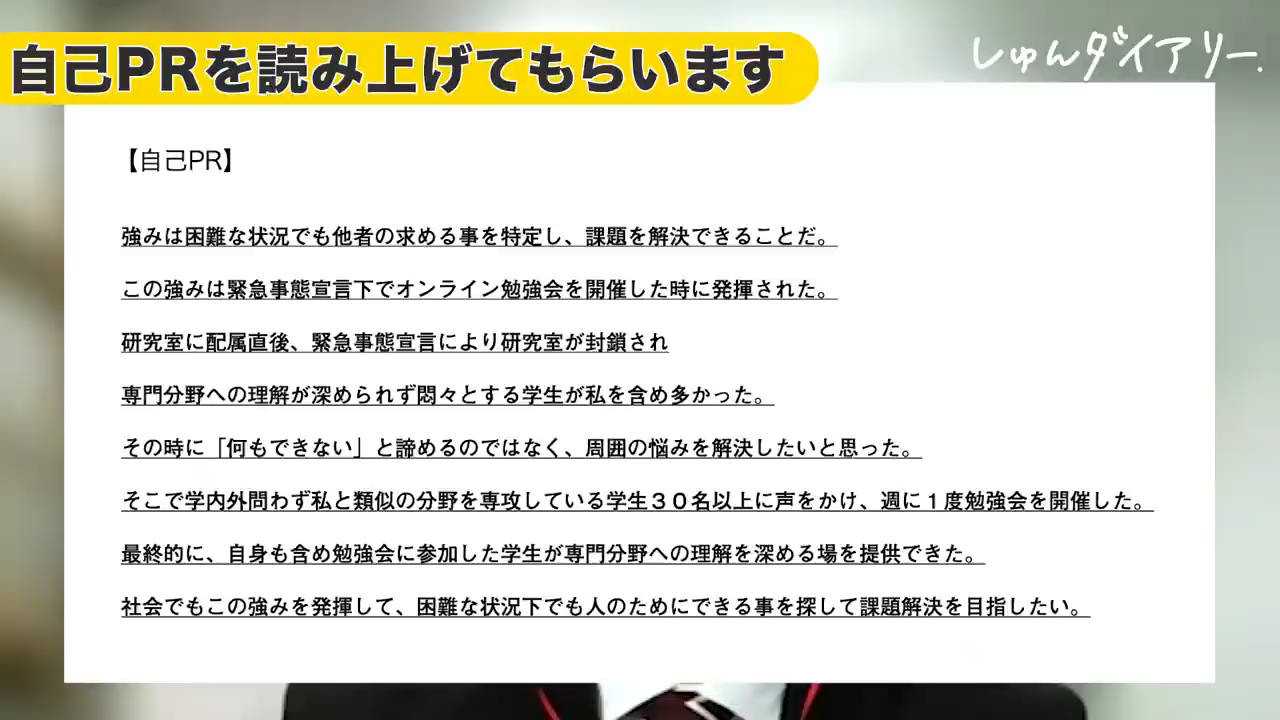 自己PRを読み上げてもらいます
しゅんダイアリー.
【自己PR】
強みは困難な状況でも他者の求める事を特定し、課題を解決できることだ。
この強みは緊急事態宣言下でオンライン勉強会を開催した時に発揮された。
研究室に配属直後、緊急事態宣言により研究室が封鎖され
専門分野への理解が深められず悶々とする学生が私を含め多かった。
その時に「何もできない」と諦めるのではなく、周囲の悩みを解決したいと思った。
そこで学内外問わず私と類似の分野を専攻している学生３０名以上に声をかけ、週に１度勉強会を開催した。
最終的に、自身も含め勉強会に参加した学生が専門分野への理解を深める場を提供できた。
社会でもこの強みを発揮して、困難な状況下でも人のためにできる事を探して課題解決を目指したい。